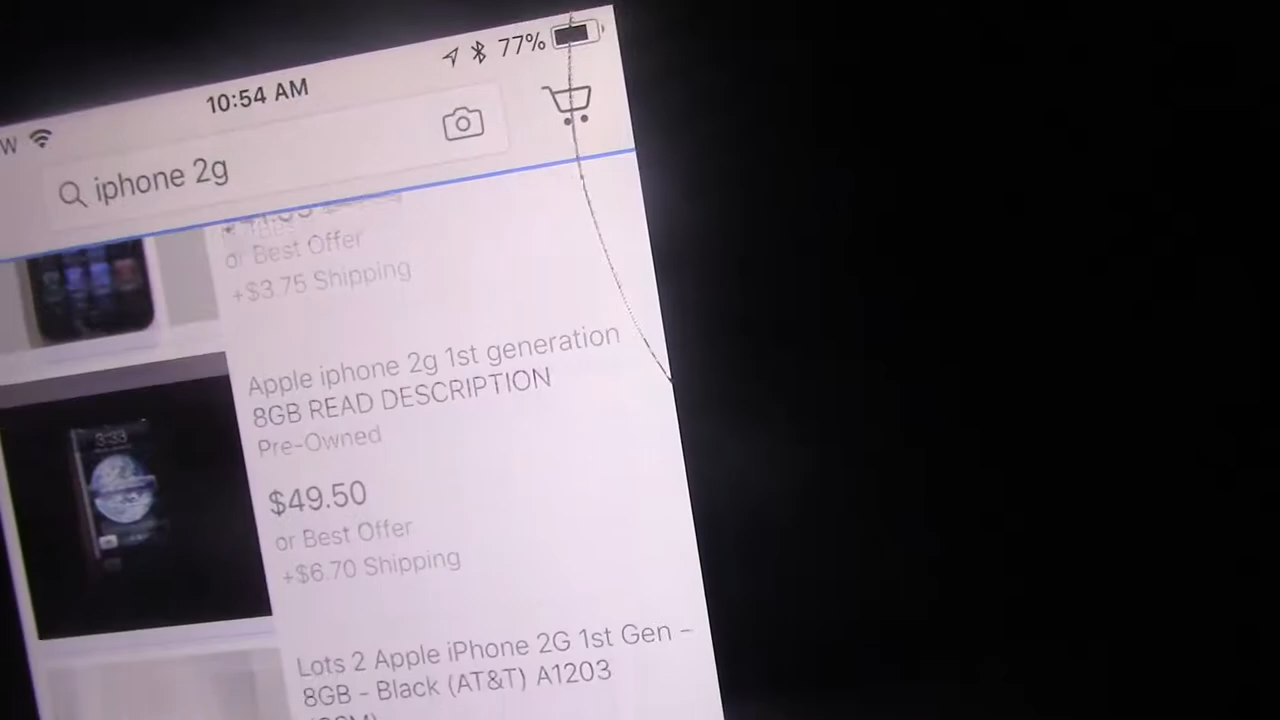 W
10:54 AM
77%
iphone 2g
or Best Offer
+$3.75 Shipping
Apple iphone 2g 1st generation
8GB READ DESCRIPTION
Pre-Owned
3:33
$49.50
or Best Offer
+$6.70 Shipping
Lots 2 Apple iPhone 2G 1st Gen -
8GB - Black (AT&T) A1203